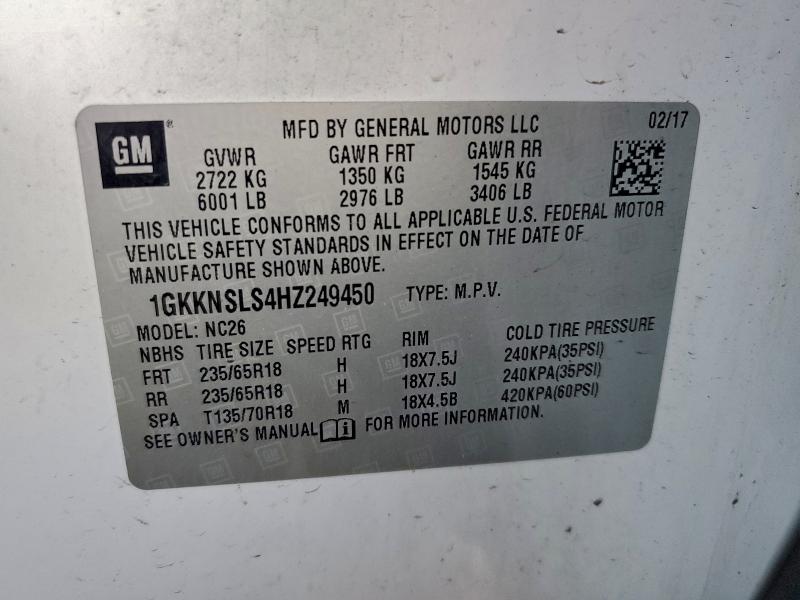 GM® MFD BY GENERAL MOTORS LLC 02/17
GVWR GAWR FRT GAWR RR
2722 KG 1350 KG 1545 KG
6001 LB 2976 LB 3406 LB
THIS VEHICLE CONFORMS TO ALL APPLICABLE U.S. FEDERAL MOTOR
VEHICLE SAFETY STANDARDS IN EFFECT ON THE DATE OF
MANUFACTURE SHOWN ABOVE.
1GKKNSLS4HZ249450 TYPE: M.P.V.
MODEL: NC26
NBHS TIRE SIZE SPEED RTG RIM COLD TIRE PRESSURE
FRT 235/65R18 H 18X7.5J 240KPA(35PSI)
RR 235/65R18 H 18X7.5J 240KPA(35PSI)
SPA T135/70R18 M 18X4.5B 420KPA(60PSI)
SEE OWNER'S MANUAL FOR MORE INFORMATION.